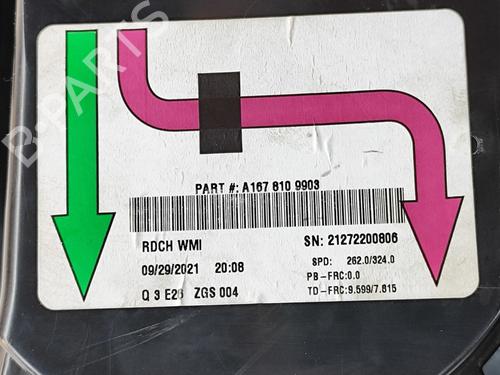 B-PARTS
PART #: A167 810 9903
RDCH WMI SN: 21272200806
09/29/2021 20:08 SPD: 262.0/324.0
PB-FRC:0.0
Q 3 E26 ZGS 004 TD-FRC:9.599/7.815